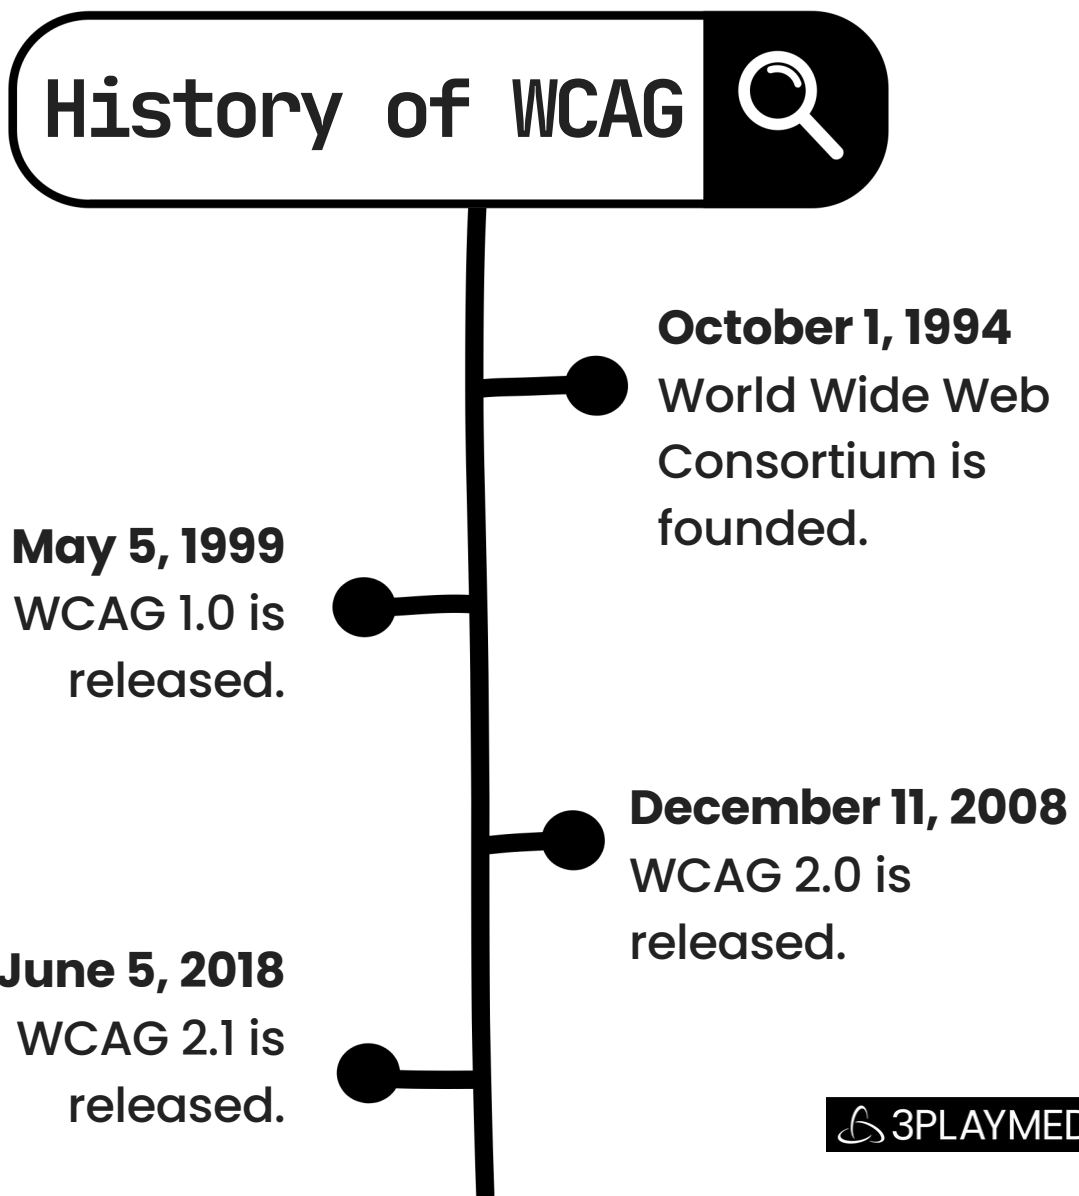 History of WCAG
October 1, 1994
World Wide Web
Consortium is
founded.
May 5, 1999
WCAG 1.0 is
released.
December 11, 2008
WCAG 2.0 is
released.
June 5, 2018
WCAG 2.1 is
released.
3PLAYMED